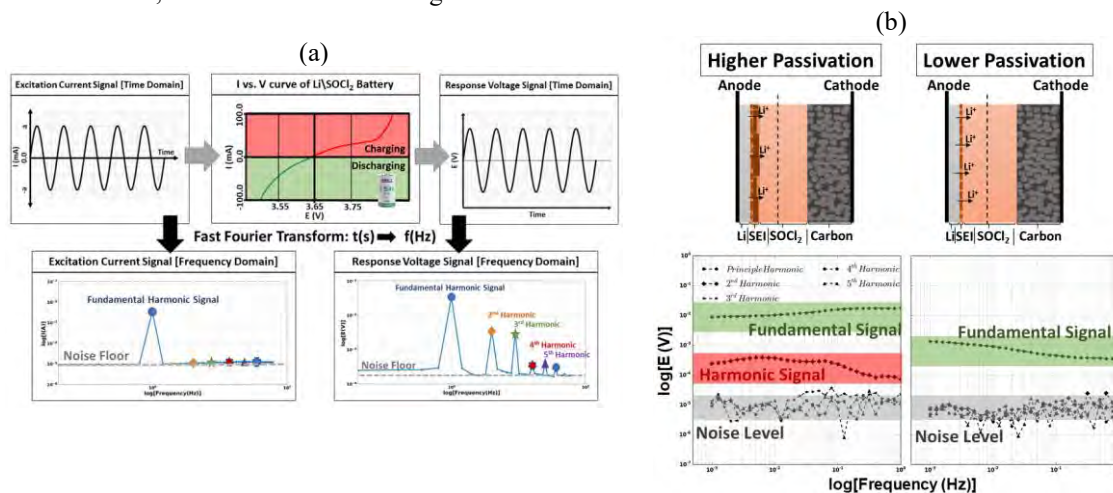 (a)
Excitation Current Signal [Time Domain]
I (mA)
0.0
Time
I vs. V curve of Li\SOCl₂ Battery
100.0
0.0
-100.0
I (mA)
Charging
Discharging
3.55 3.65 3.75
E (V)
Response Voltage Signal [Time Domain]
E (V)
Time
Fast Fourier Transform: t(s) f(Hz)
Excitation Current Signal [Frequency Domain]
Fundamental Harmonic Signal
Noise Floor
log[I(A)]
log[Frequency(Hz)]
Response Voltage Signal [Frequency Domain]
Fundamental Harmonic Signal
2nd Harmonic
3rd Harmonic
4th Harmonic
5th Harmonic
Noise Floor
log[E(V)]
log[Frequency(Hz)]
(b)
Higher Passivation
Anode Cathode
Li⁺
Li⁺
Li⁺
Li⁺
Li|SEI|SOCl₂ | Carbon
Lower Passivation
Anode Cathode
Li⁺
Li⁺
Li⁺
Li⁺
Li|SEI|SOCl₂ | Carbon
log[E (V)]
Principle Harmonic
2nd Harmonic
3rd Harmonic
4th Harmonic
5th Harmonic
Fundamental Signal
Harmonic Signal
Noise Level
Fundamental Signal
Noise Level
log[Frequency (Hz)]